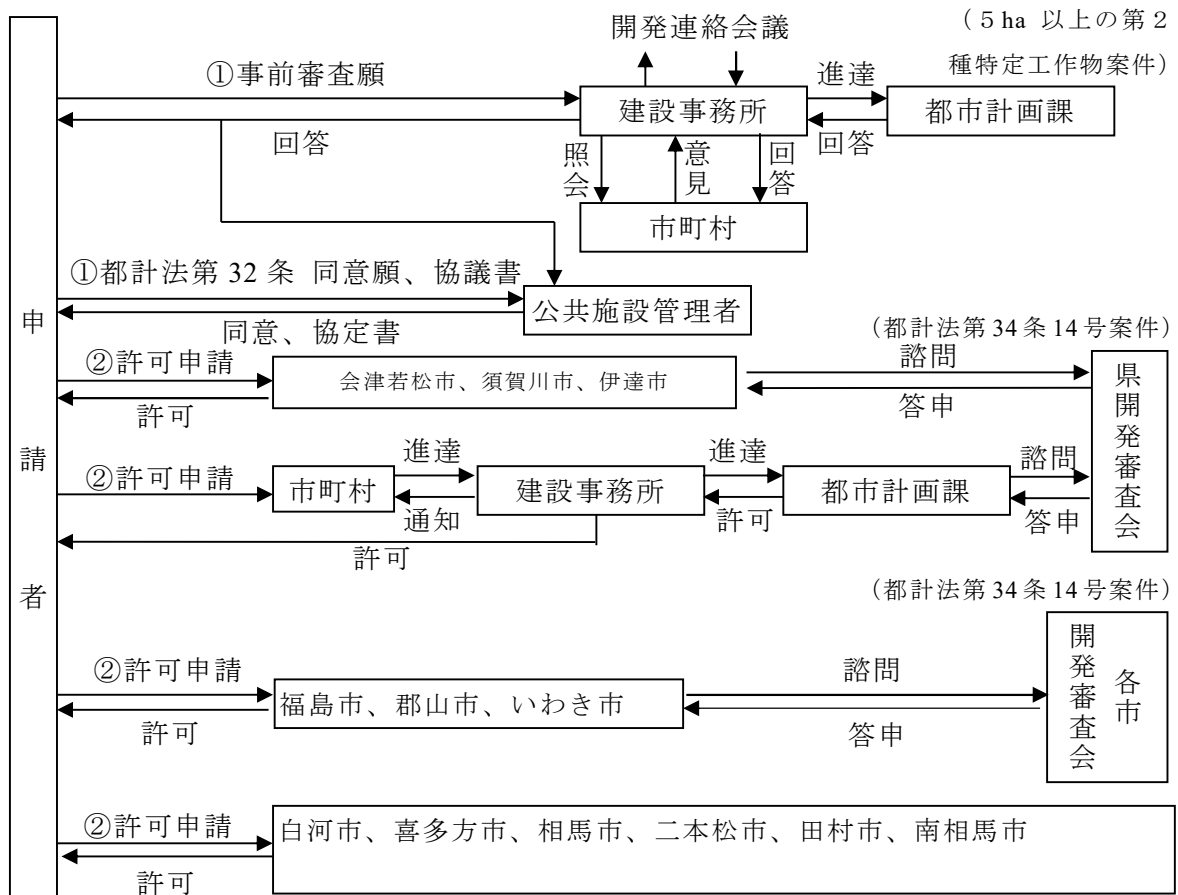 開発連絡会議
（５ha 以上の第２
種特定工作物案件）
①事前審査願
進達
建設事務所
都市計画課
回答
回答
照会
意見
回答
市町村
①都計法第 32 条 同意願、協議書
公共施設管理者
同意、協定書
申請者
（都計法第 34 条 14 号案件）
②許可申請
諮問
会津若松市、須賀川市、伊達市
許可
答申
県開発審査会
②許可申請
進達
進達
諮問
市町村
建設事務所
都市計画課
通知
許可
答申
許可
（都計法第 34 条 14 号案件）
②許可申請
諮問
福島市、郡山市、いわき市
許可
答申
各市
開発審査会
②許可申請
白河市、喜多方市、相馬市、二本松市、田村市、南相馬市
許可